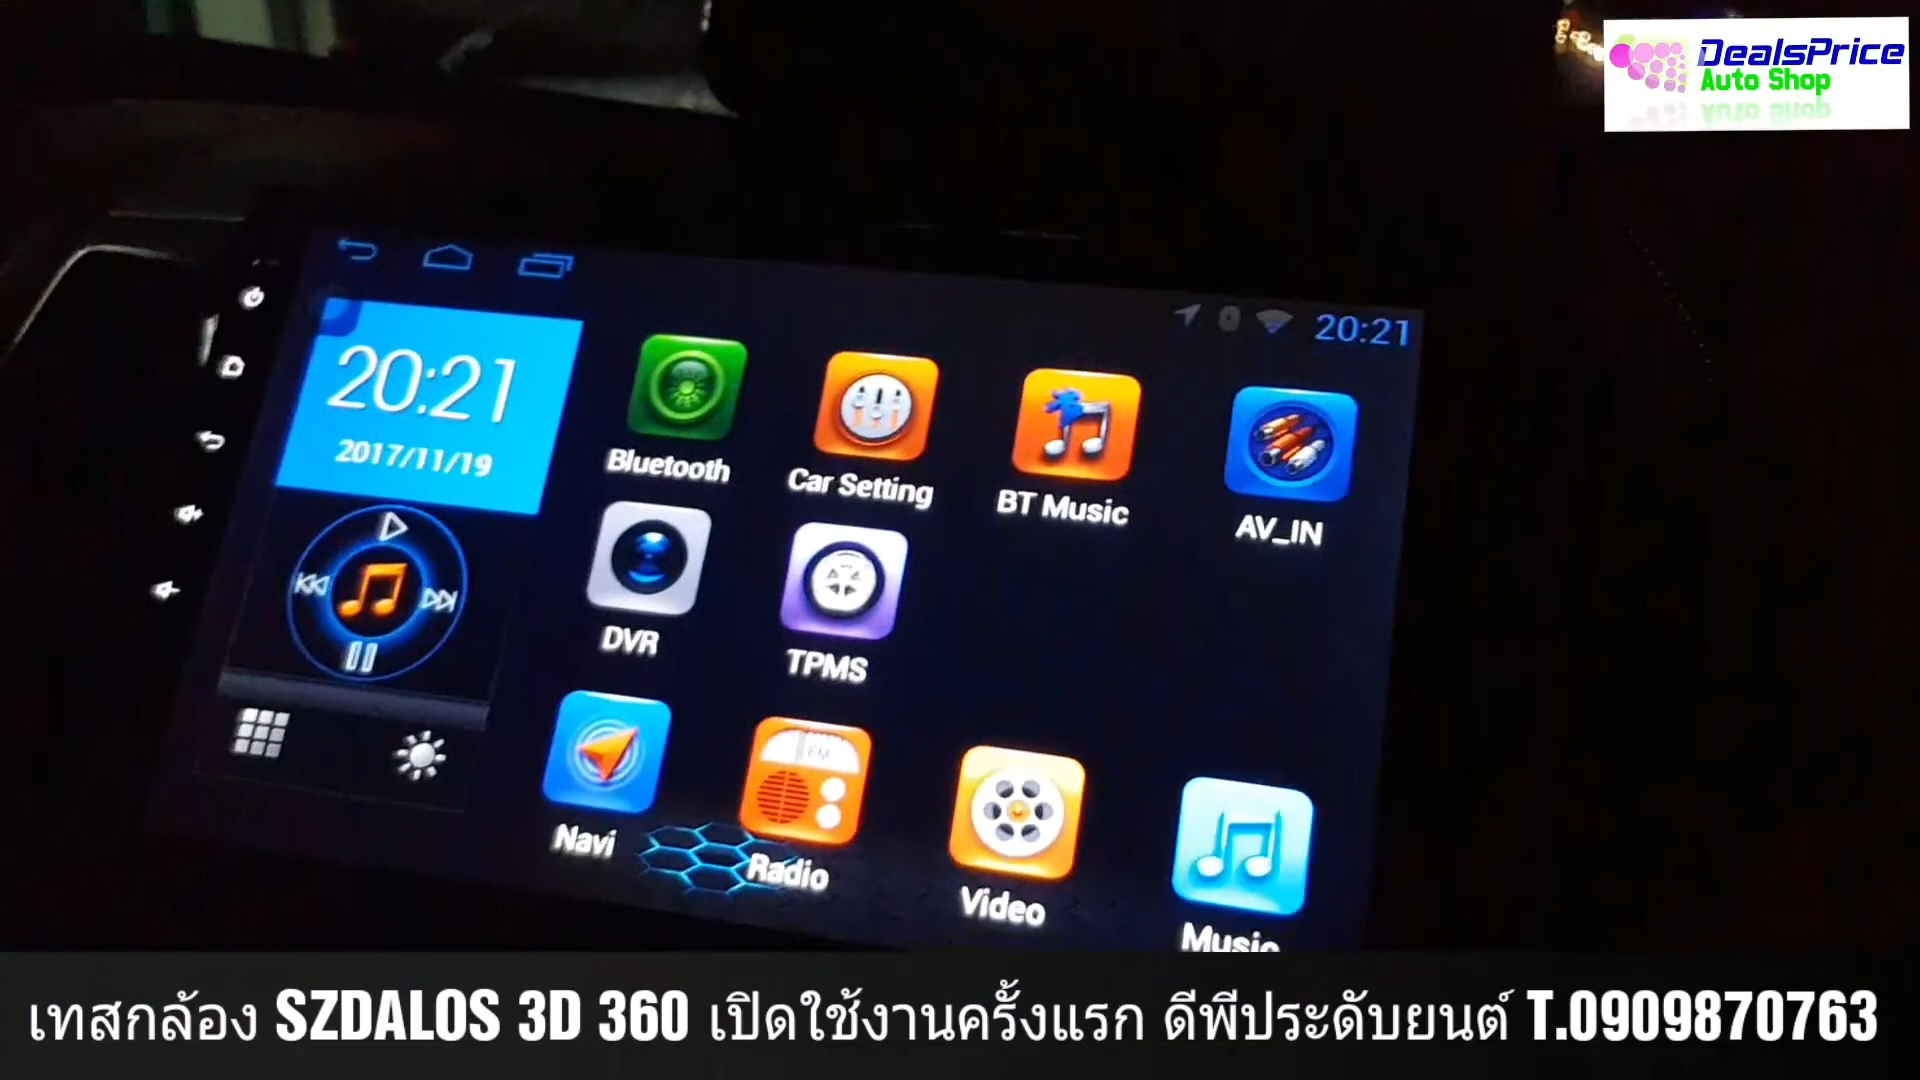 DealsPrice
Auto Shop
20:21
20:21
2017/11/19
Bluetooth
Car Setting
BT Music
AV_IN
DVR
TPMS
FM
Navi
Radio
Video
Music
เทสกล้อง SZDALOS 3D 360 เปิดใช้งานครั้งแรก ดีพีประดับยนต์ T.0909870763